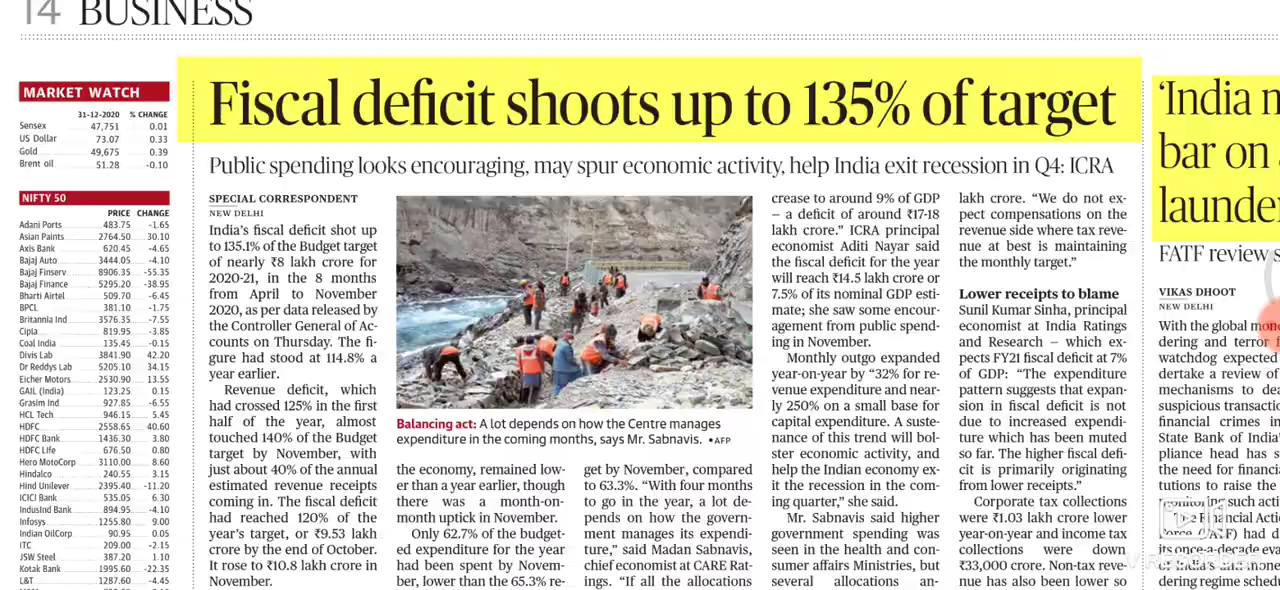 14 BUSINESS
MARKET WATCH
31-12-2020 % CHANGE
Sensex 47,751 0.01
US Dollar 73.07 0.33
Gold 49,675 0.39
Brent oil 51.28 -0.10
NIFTY 50
PRICE CHANGE
Adani Ports 483.75 -1.65
Asian Paints 2764.50 30.10
Axis Bank 620.45 -4.65
Bajaj Auto 3444.05 -4.10
Bajaj Finserv 8906.35 -55.35
Bajaj Finance 5295.20 -38.95
Bharti Airtel 509.70 -6.45
BPCL 381.10 -1.75
Britannia Ind 3576.35 -7.55
Cipla 819.95 -3.85
Coal India 135.45 -0.15
Divis Lab 3841.90 42.20
Dr Reddys Lab 5205.10 34.15
Eicher Motors 2530.90 13.55
GAIL (India) 123.25 0.15
Grasim Ind 927.85 -6.55
HCL Tech 946.15 5.45
HDFC 2558.65 40.60
HDFC Bank 1436.30 3.80
HDFC Life 676.50 0.80
Hero MotoCorp 3110.00 8.60
Hindalco 240.55 3.15
Hind Unilever 2395.40 -11.20
ICICI Bank 535.05 6.30
IndusInd Bank 894.95 -4.10
Infosys 1255.80 9.00
Indian OilCorp 90.95 0.05
ITC 209.00 -2.15
JSW Steel 387.20 1.10
Kotak Bank 1995.60 -22.35
L&T 1287.60 -4.45
Fiscal deficit shoots up to 135% of target
Public spending looks encouraging, may spur economic activity, help India exit recession in Q4: ICRA
SPECIAL CORRESPONDENT
NEW DELHI
India's fiscal deficit shot up
to 135.1% of the Budget target
of nearly ₹8 lakh crore for
2020-21, in the 8 months
from April to November
2020, as per data released by
the Controller General of Ac-
counts on Thursday. The fi-
gure had stood at 114.8% a
year earlier.
Revenue deficit, which
had crossed 125% in the first
half of the year, almost
touched 140% of the Budget
target by November, with
just about 40% of the annual
estimated revenue receipts
coming in. The fiscal deficit
had reached 120% of the
year's target, or ₹9.53 lakh
crore by the end of October.
It rose to ₹10.8 lakh crore in
November.
Balancing act: A lot depends on how the Centre manages
expenditure in the coming months, says Mr. Sabnavis. •AFP
the economy, remained low-
er than a year earlier, though
there was a month-on-
month uptick in November.
Only 62.7% of the budget-
ed expenditure for the year
had been spent by Novem-
ber, lower than the 65.3% re-
get by November, compared
to 63.3%. “With four months
to go in the year, a lot de-
pends on how the govern-
ment manages its expendi-
ture,” said Madan Sabnavis,
chief economist at CARE Rat-
ings. “If all the allocations
crease to around 9% of GDP
– a deficit of around ₹17-18
lakh crore.” ICRA principal
economist Aditi Nayar said
the fiscal deficit for the year
will reach ₹14.5 lakh crore or
7.5% of its nominal GDP esti-
mate; she saw some encour-
agement from public spend-
ing in November.
Monthly outgo expanded
year-on-year by “32% for re-
venue expenditure and near-
ly 250% on a small base for
capital expenditure. A suste-
nance of this trend will bol-
ster economic activity, and
help the Indian economy ex-
it the recession in the com-
ing quarter,” she said.
Mr. Sabnavis said higher
government spending was
seen in the health and con-
sumer affairs Ministries, but
several allocations an-
lakh crore. “We do not ex-
pect compensations on the
revenue side where tax reve-
nue at best is maintaining
the monthly target.”
Lower receipts to blame
Sunil Kumar Sinha, principal
economist at India Ratings
and Research – which ex-
pects FY21 fiscal deficit at 7%
of GDP: “The expenditure
pattern suggests that expan-
sion in fiscal deficit is not
due to increased expendi-
ture which has been muted
so far. The higher fiscal defi-
cit is primarily originating
from lower receipts.”
Corporate tax collections
were ₹1.03 lakh crore lower
year-on-year and income tax
collections were down
₹33,000 crore. Non-tax reve-
nue has also been lower so
‘India
bar on
FATF review
VIKAS DHOOT
NEW DELHI
With the global
dering and terror
watchdog expected
dertake a review of
mechanisms to
suspicious
financial crimes in
State Bank of India's
pliance head has
the need for
tutions to raise the
such
Financial
had
its once-a-decade
of India's
dering regime